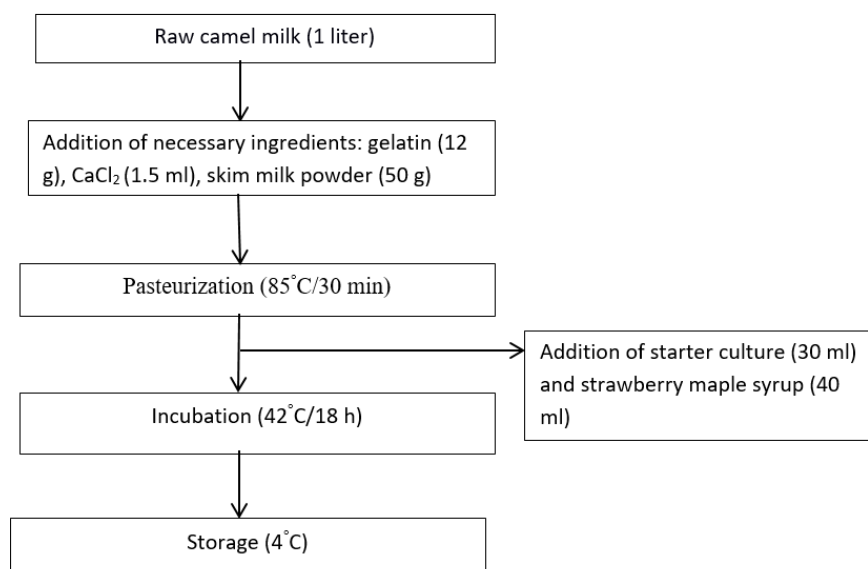 Raw camel milk (1 liter)
Addition of necessary ingredients: gelatin (12
g), CaCl₂ (1.5 ml), skim milk powder (50 g)
Pasteurization (85°C/30 min)
Addition of starter culture (30 ml)
and strawberry maple syrup (40
ml)
Incubation (42°C/18 h)
Storage (4°C)